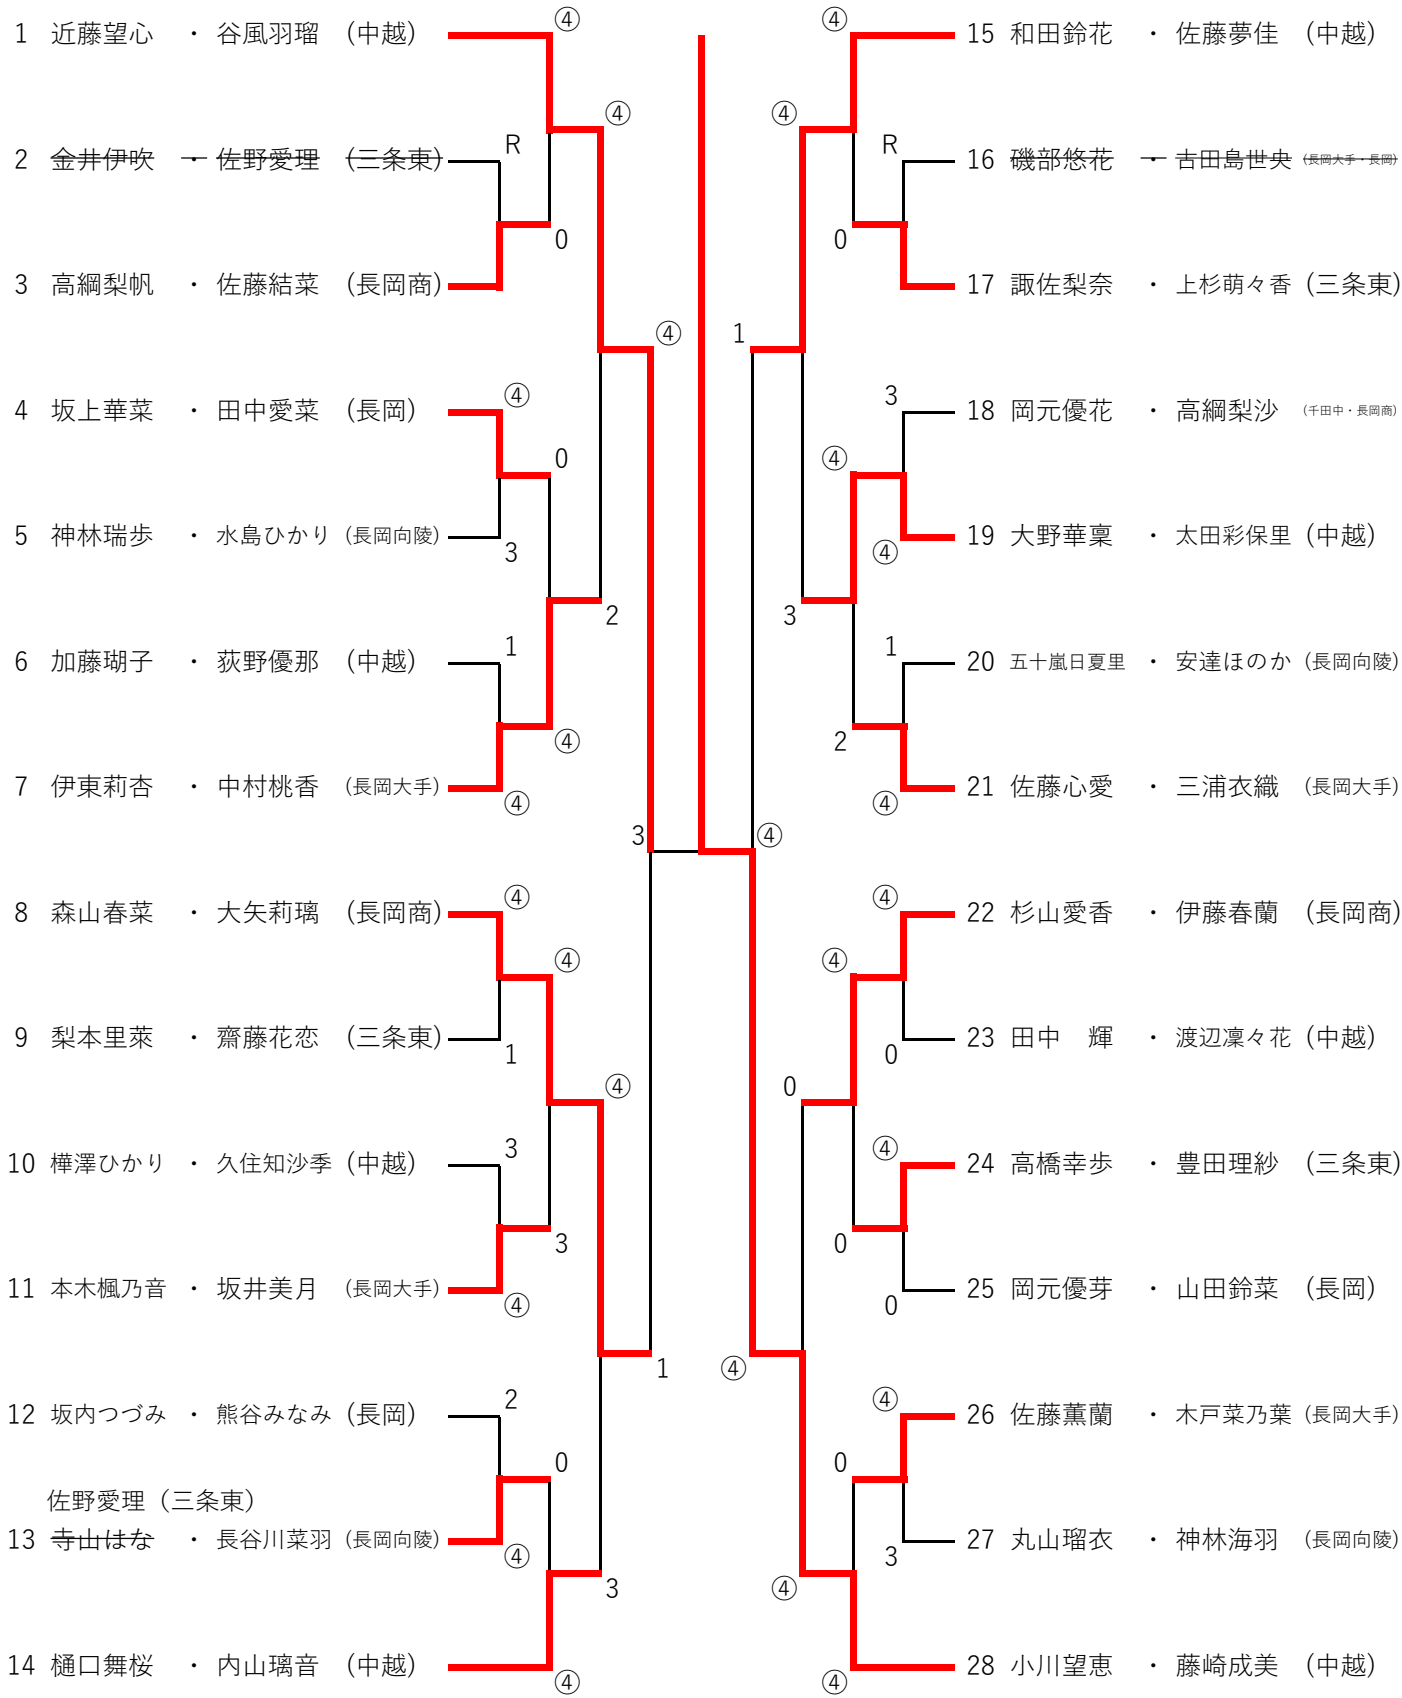 1 近藤望心 ・ 谷風羽瑠 (中越)
2 金井伊吹 ・ 佐野愛理 (三条東)
3 高綱梨帆 ・ 佐藤結菜 (長岡商)
4 坂上華菜 ・ 田中愛菜 (長岡)
5 神林瑞歩 ・ 水島ひかり (長岡向陵)
6 加藤瑚子 ・ 荻野優那 (中越)
7 伊東莉杏 ・ 中村桃香 (長岡大手)
8 森山春菜 ・ 大矢莉璃 (長岡商)
9 梨本里萊 ・ 齋藤花恋 (三条東)
10 樺澤ひかり ・ 久住知沙季 (中越)
11 本木楓乃音 ・ 坂井美月 (長岡大手)
12 坂内つづみ ・ 熊谷みなみ (長岡)
佐野愛理 (三条東)
13 寺山はな ・ 長谷川菜羽 (長岡向陵)
14 樋口舞桜 ・ 内山璃音 (中越)
④
R
0
④
④
3
0
1
④
④
2
④
④
1
④
3
④
3
④
2
④
0
④
3
④
1
3
④
④
R
0
④
3
④
④
1
④
2
3
1
④
0
④
④
0
0
0
④
3
0
④
④
④
④
15 和田鈴花 ・ 佐藤夢佳 (中越)
16 磯部悠花 ・ 古田島世央 (長岡大手・長岡)
17 諏佐梨奈 ・ 上杉萌々香 (三条東)
18 岡元優花 ・ 高綱梨沙 (千田中・長岡商)
19 大野華稟 ・ 太田彩保里 (中越)
20 五十嵐日夏里 ・ 安達ほのか (長岡向陵)
21 佐藤心愛 ・ 三浦衣織 (長岡大手)
22 杉山愛香 ・ 伊藤春蘭 (長岡商)
23 田中 輝 ・ 渡辺凜々花 (中越)
24 高橋幸歩 ・ 豊田理紗 (三条東)
25 岡元優芽 ・ 山田鈴菜 (長岡)
26 佐藤薫蘭 ・ 木戸菜乃葉 (長岡大手)
27 丸山瑠衣 ・ 神林海羽 (長岡向陵)
28 小川望恵 ・ 藤崎成美 (中越)